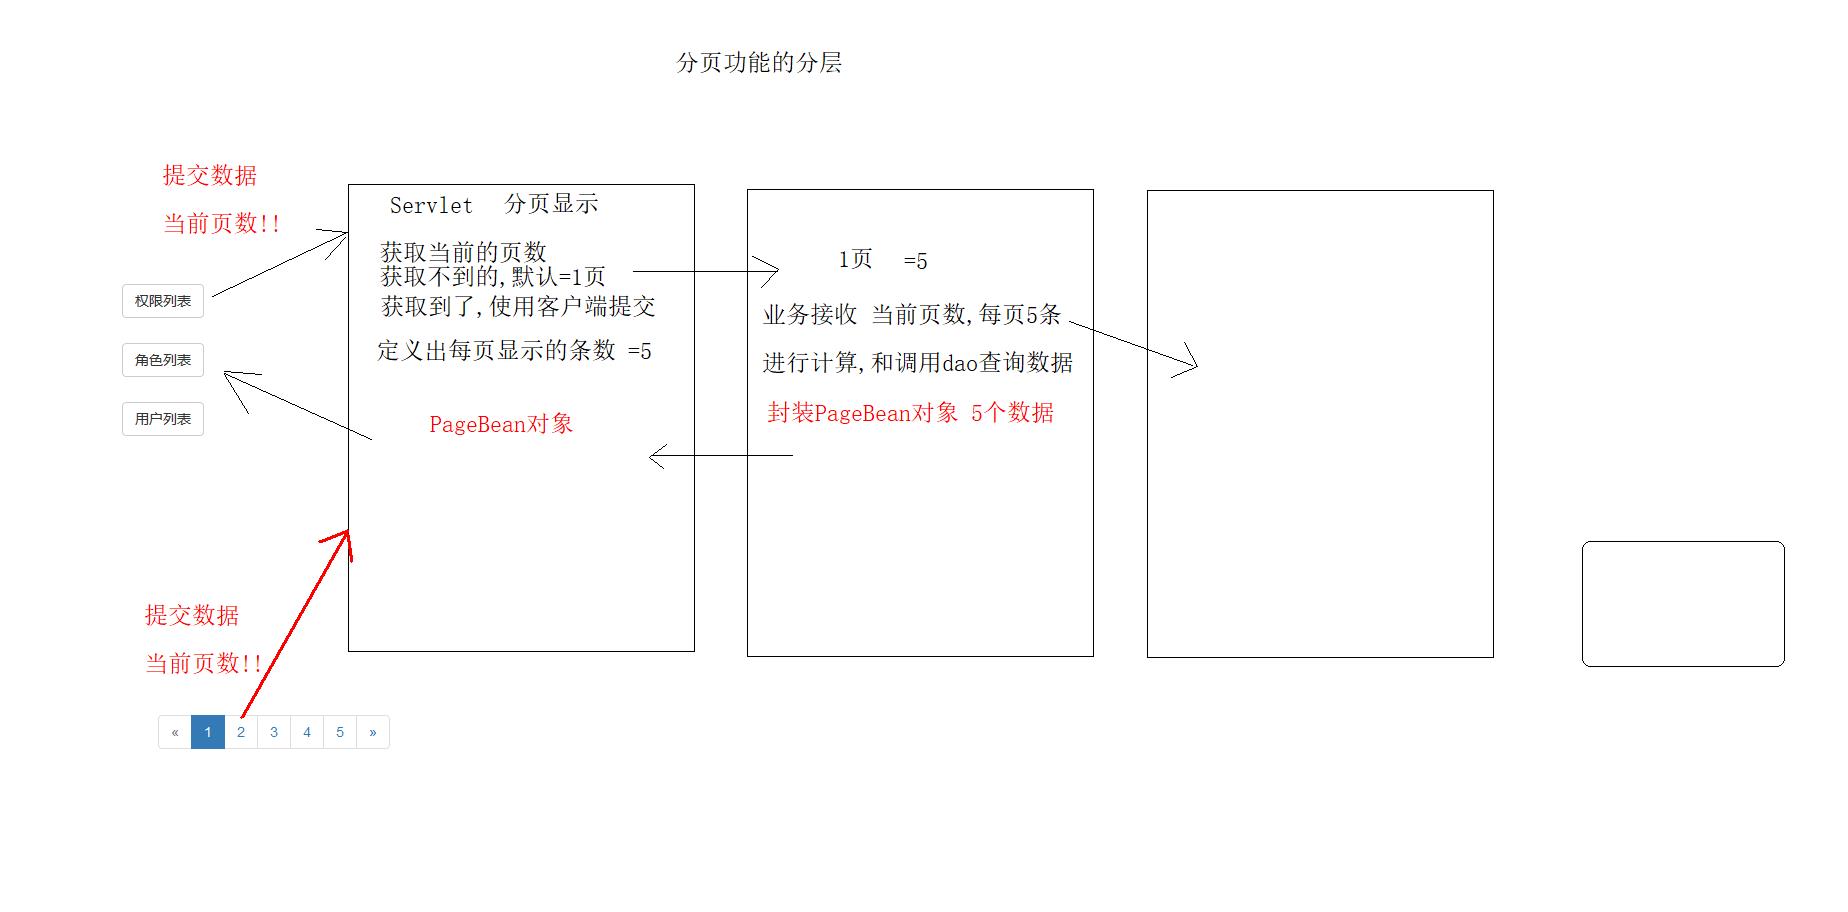 分页功能的分层
提交数据
当前页数!!
权限列表
角色列表
用户列表
Servlet 分页显示
获取当前的页数
获取不到的,默认=1页
获取到了,使用客户端提交
定义出每页显示的条数 =5
PageBean对象
1页 =5
业务接收 当前页数,每页5条
进行计算,和调用dao查询数据
封装PageBean对象 5个数据
提交数据
当前页数!!
« 1 2 3 4 5 »